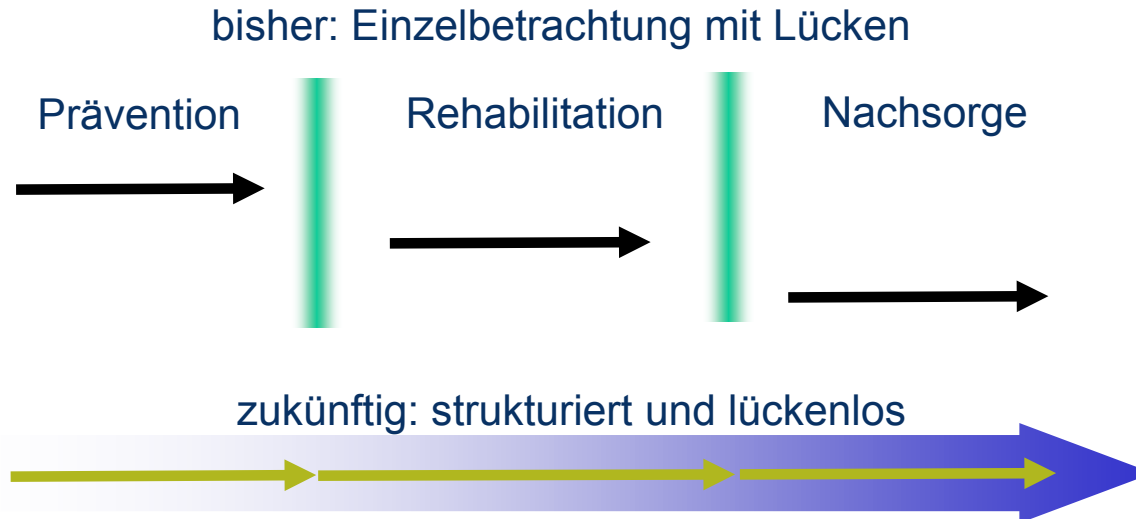 bisher: Einzelbetrachtung mit Lücken
Prävention
Rehabilitation
Nachsorge
zukünftig: strukturiert und lückenlos